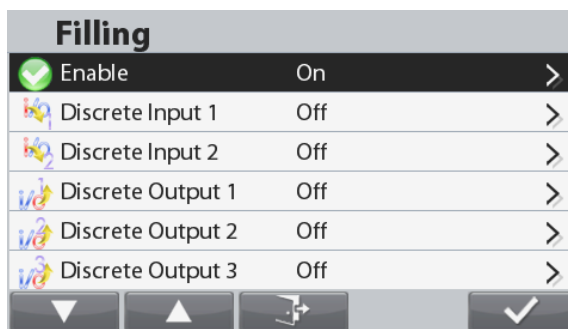 Filling
Enable On
Discrete Input 1 Off
Discrete Input 2 Off
Discrete Output 1 Off
Discrete Output 2 Off
Discrete Output 3 Off